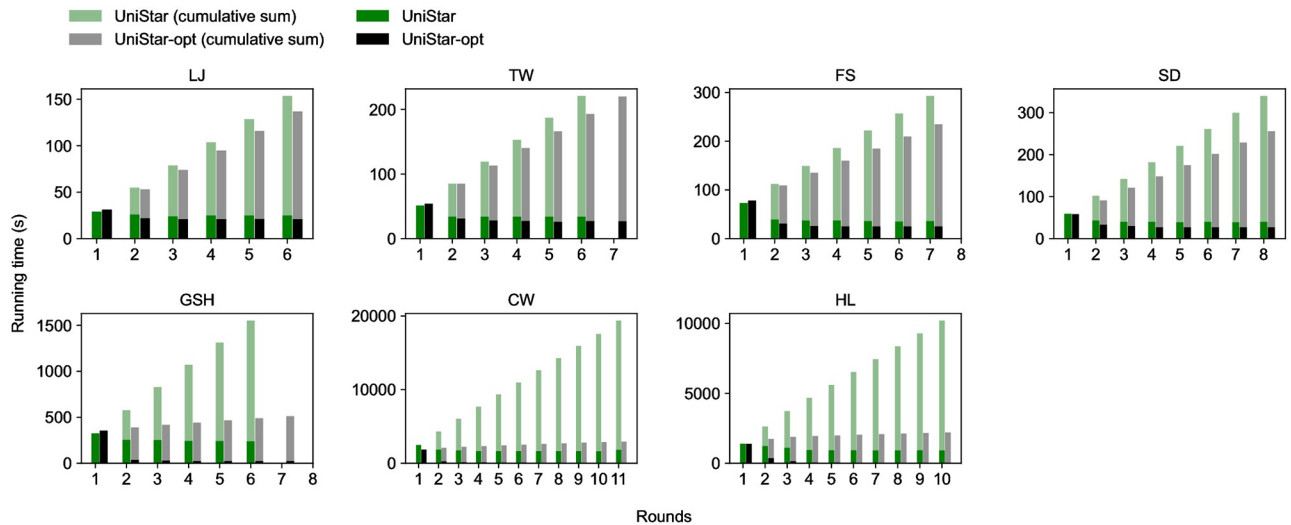 UniStar (cumulative sum) UniStar
UniStar-opt (cumulative sum) UniStar-opt
Running time (s)
LJ
150
100
50
0
1 2 3 4 5 6
TW
200
100
0
1 2 3 4 5 6 7
FS
300
200
100
0
1 2 3 4 5 6 7 8
SD
300
200
100
0
1 2 3 4 5 6 7 8
GSH
1500
1000
500
0
1 2 3 4 5 6 7 8
CW
20000
10000
0
1 2 3 4 5 6 7 8 9 10 11
HL
10000
5000
0
1 2 3 4 5 6 7 8 9 10
Rounds